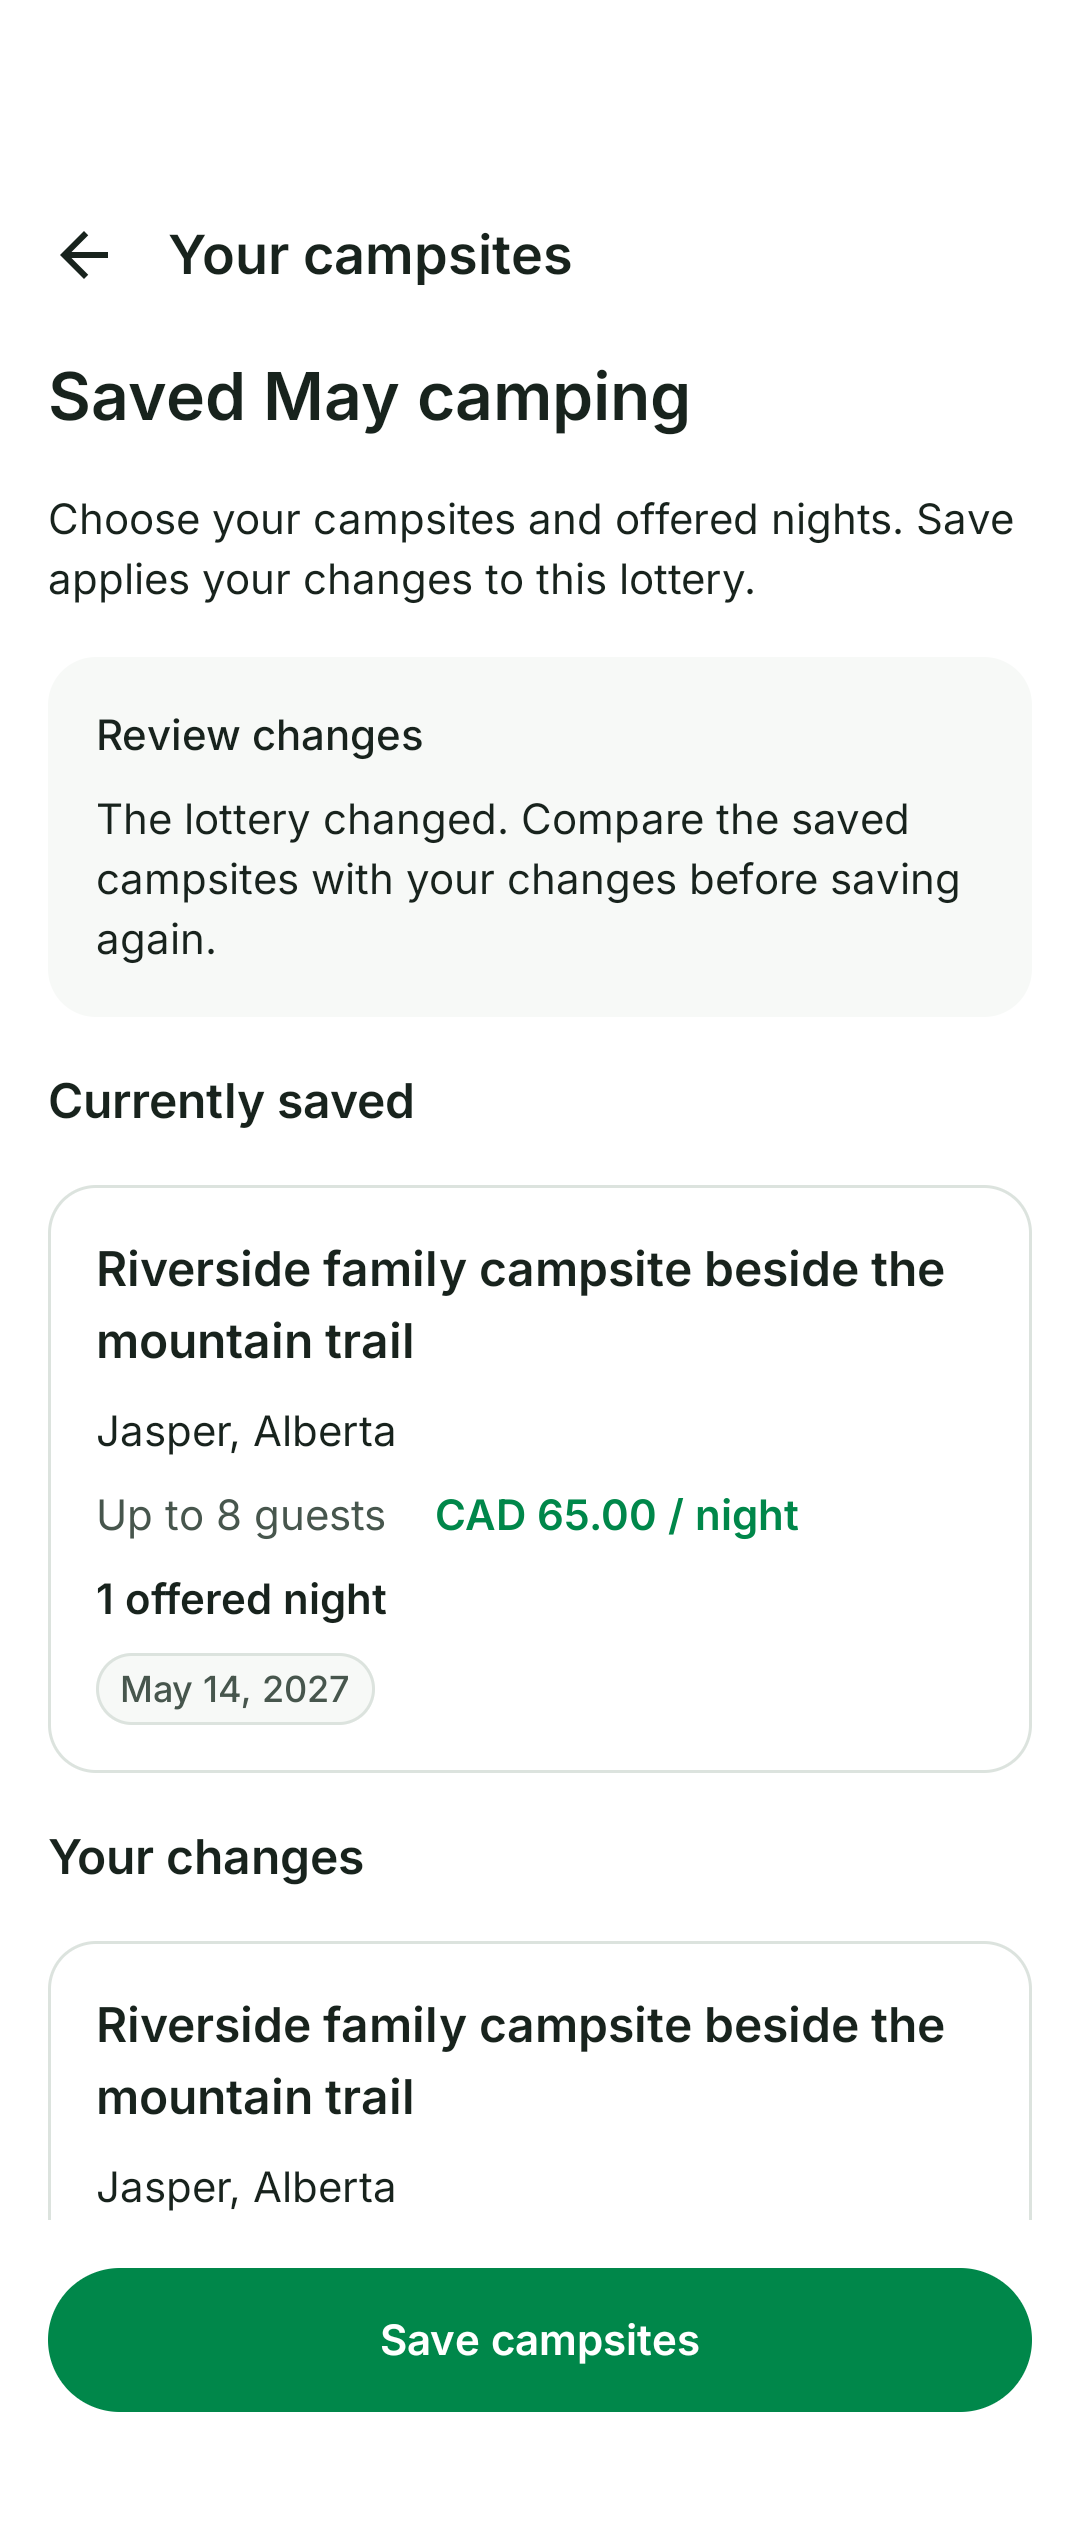 Your campsites
Saved May camping
Choose your campsites and offered nights. Save
applies your changes to this lottery.
Review changes
The lottery changed. Compare the saved
campsites with your changes before saving
again.
Currently saved
Riverside family campsite beside the
mountain trail
Jasper, Alberta
Up to 8 guests CAD 65.00 / night
1 offered night
May 14, 2027
Your changes
Riverside family campsite beside the
mountain trail
Jasper, Alberta
Save campsites